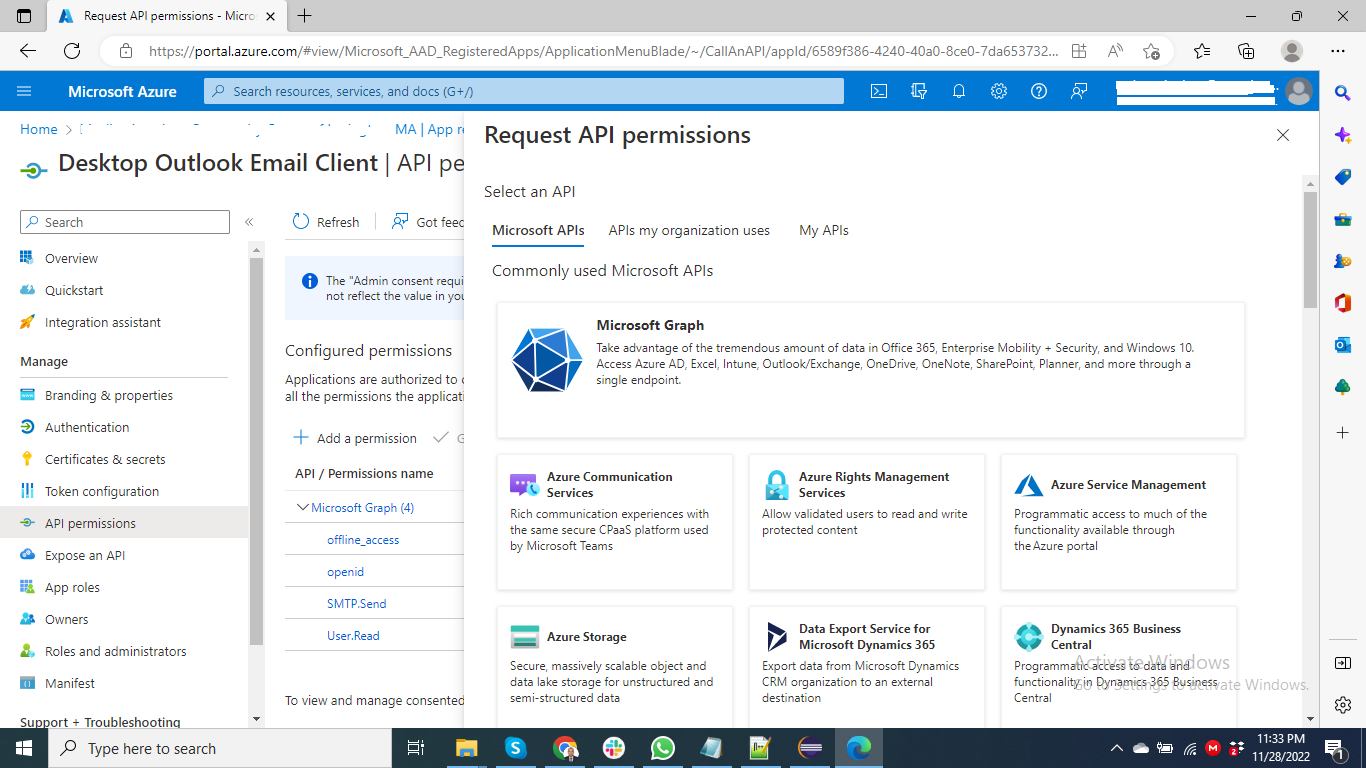 Request API permissions - Micros
https://portal.azure.com/#view/Microsoft_AAD_RegisteredApps/ApplicationMenuBlade/~/CallAnAPI/appId/6589f386-4240-40a0-8ce0-7da653732...
Microsoft Azure
Search resources, services, and docs (G+/)
Home
MA | App re
Desktop Outlook Email Client | API pe
Search
«
Overview
Quickstart
Integration assistant
Manage
Branding & properties
Authentication
Certificates & secrets
Token configuration
API permissions
Expose an API
App roles
Owners
Roles and administrators
Manifest
Support + Troubleshooting
Refresh
Got feed
The "Admin consent requi
not reflect the value in you
Configured permissions
Applications are authorized to c
all the permissions the applicati
Add a permission
G
API / Permissions name
Microsoft Graph (4)
offline_access
openid
SMTP.Send
User.Read
To view and manage consented
Request API permissions
Select an API
Microsoft APIs
APIs my organization uses
My APIs
Commonly used Microsoft APIs
Microsoft Graph
Take advantage of the tremendous amount of data in Office 365, Enterprise Mobility + Security, and Windows 10.
Access Azure AD, Excel, Intune, Outlook/Exchange, OneDrive, OneNote, SharePoint, Planner, and more through a
single endpoint.
Azure Communication
Services
Rich communication experiences with
the same secure CPaaS platform used
by Microsoft Teams
Azure Rights Management
Services
Allow validated users to read and write
protected content
Azure Service Management
Programmatic access to much of the
functionality available through
the Azure portal
Azure Storage
Secure, massively scalable object and
data lake storage for unstructured and
semi-structured data
Data Export Service for
Microsoft Dynamics 365
Export data from Microsoft Dynamics
CRM organization to an external
destination
Dynamics 365 Business
Central
Programmatic access to data and
functionality in Dynamics 365 Business
Central
Activate Windows
Go to Settings to activate Windows.
Type here to search
11:33 PM
11/28/2022
1